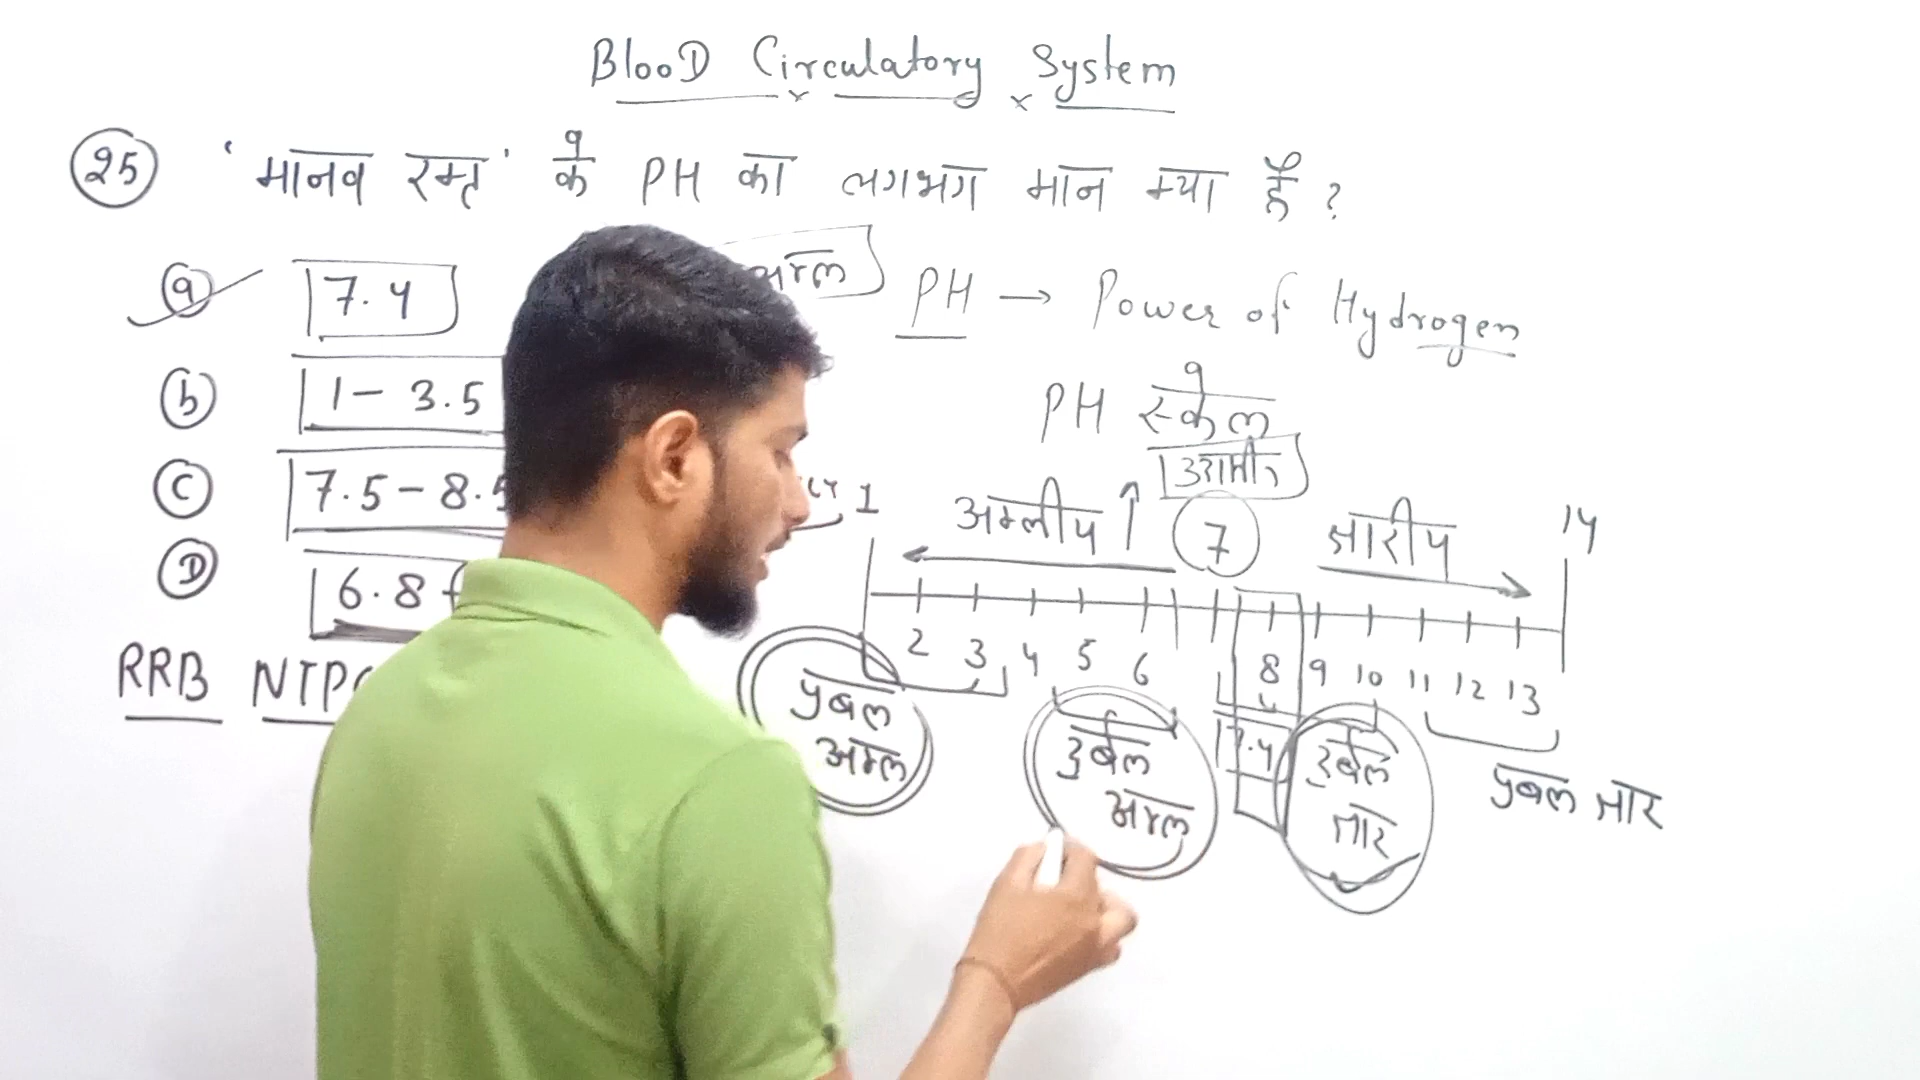 BlooD Circulatory System
25 'मानव रक्त' के PH का लगभग मान क्या है ?
a 7.4
b 1 - 3.5
c 7.5 - 8.5
D 6.8
RRB NTPC
PH → Power of Hydrogen
PH स्केल
उदासीन
1 अम्लीय ↑ 7 क्षारीय 14
2 3 4 5 6 8 9 10 11 12 13
7.4
प्रबल अम्ल
दुर्बल अम्ल
दुर्बल क्षार
प्रबल क्षार